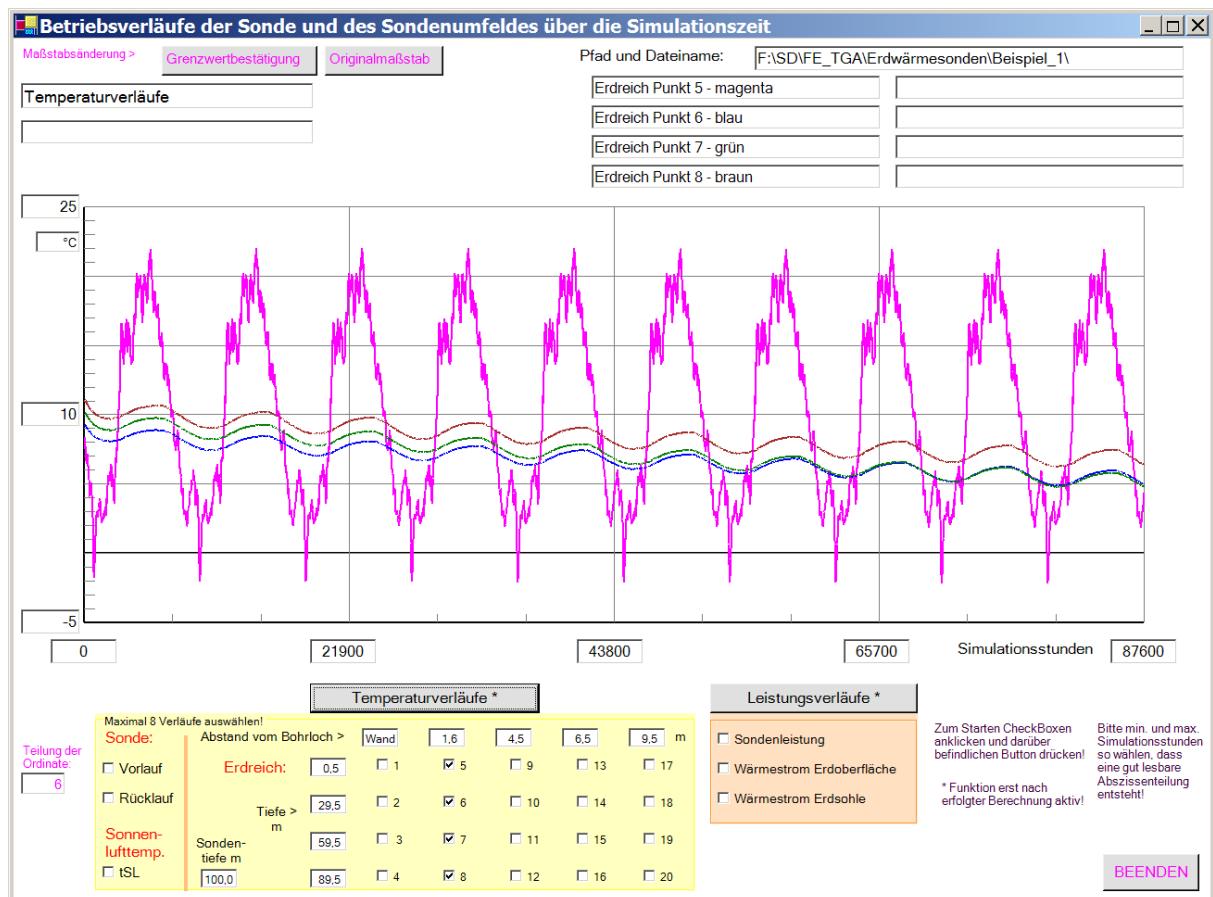 Betriebsverläufe der Sonde und des Sondenumfeldes über die Simulationszeit
Maßstabsänderung >
Grenzwertbestätigung
Originalmaßstab
Pfad und Dateiname:
F:\SD\FE_TGA\Erdwärmesonden\Beispiel_1\
Temperaturverläufe
Erdreich Punkt 5 - magenta
Erdreich Punkt 6 - blau
Erdreich Punkt 7 - grün
Erdreich Punkt 8 - braun
25
°C
10
-5
0
21900
43800
65700
Simulationsstunden
87600
Temperaturverläufe *
Leistungsverläufe *
Teilung der
Ordinate:
6
Maximal 8 Verläufe auswählen!
Sonde:
Vorlauf
Rücklauf
Sonnen-
lufttemp.
tSL
Abstand vom Bohrloch > Wand 1,6 4,5 6,5 9,5 m
Erdreich: 0,5 1 5 9 13 17
Tiefe >
m
29,5 2 6 10 14 18
59,5 3 7 11 15 19
Sonden-
tiefe m
100,0
89,5 4 8 12 16 20
Sondenleistung
Wärmestrom Erdoberfläche
Wärmestrom Erdsohle
Zum Starten CheckBoxen
anklicken und darüber
befindlichen Button drücken!
* Funktion erst nach
erfolgter Berechnung aktiv!
Bitte min. und max.
Simulationsstunden
so wählen, dass
eine gut lesbare
Abszissenteilung
entsteht!
BEENDEN